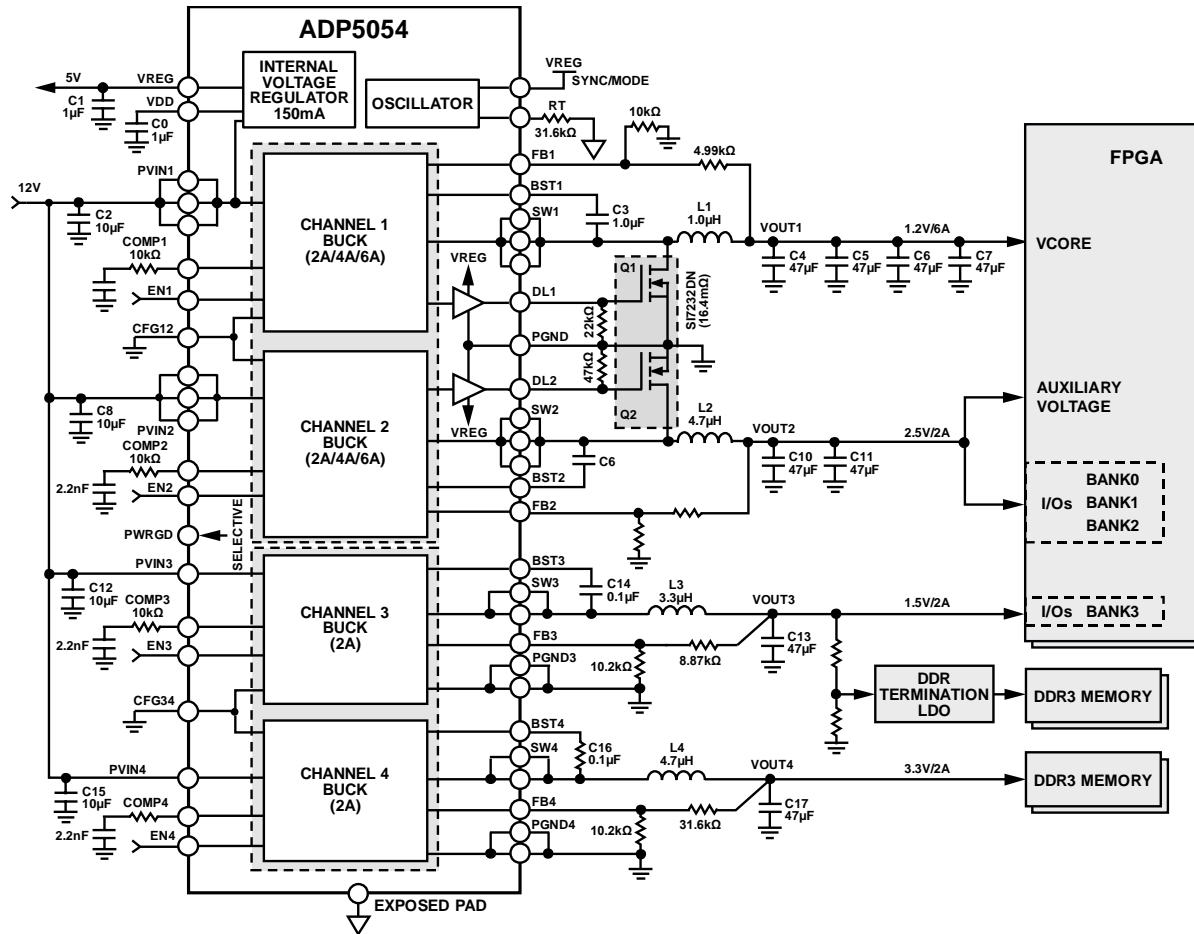 ADP5054
INTERNAL
VOLTAGE
REGULATOR
150mA
OSCILLATOR
5V
VREG
C1
1µF
VDD
C0
1µF
VREG
SYNC/MODE
RT
31.6kΩ
10kΩ
4.99kΩ
FB1
BST1
SW1
C3
1.0µF
L1
1.0µH
VOUT1
1.2V/6A
C4
47µF
C5
47µF
C6
47µF
C7
47µF
FPGA
VCORE
PVIN1
12V
C2
10µF
COMP1
10kΩ
EN1
CFG12
CHANNEL 1
BUCK
(2A/4A/6A)
VREG
DL1
PGND
DL2
VREG
22kΩ
47kΩ
Q1
Q2
SI7232DN
(16.4mΩ)
C8
10µF
PVIN2
COMP2
10kΩ
2.2nF
EN2
PWRGD
SELECTIVE
CHANNEL 2
BUCK
(2A/4A/6A)
SW2
BST2
FB2
C6
L2
4.7µH
VOUT2
2.5V/2A
C10
47µF
C11
47µF
AUXILIARY
VOLTAGE
I/Os
BANK0
BANK1
BANK2
PVIN3
C12
10µF
COMP3
10kΩ
2.2nF
EN3
CFG34
CHANNEL 3
BUCK
(2A)
BST3
SW3
FB3
PGND3
C14
0.1µF
L3
3.3µH
VOUT3
1.5V/2A
C13
47µF
10.2kΩ
8.87kΩ
I/Os BANK3
DDR
TERMINATION
LDO
DDR3 MEMORY
PVIN4
C15
10µF
COMP4
2.2nF
EN4
CHANNEL 4
BUCK
(2A)
BST4
SW4
FB4
PGND4
C16
0.1µF
L4
4.7µH
VOUT4
3.3V/2A
C17
47µF
10.2kΩ
31.6kΩ
DDR3 MEMORY
EXPOSED PAD